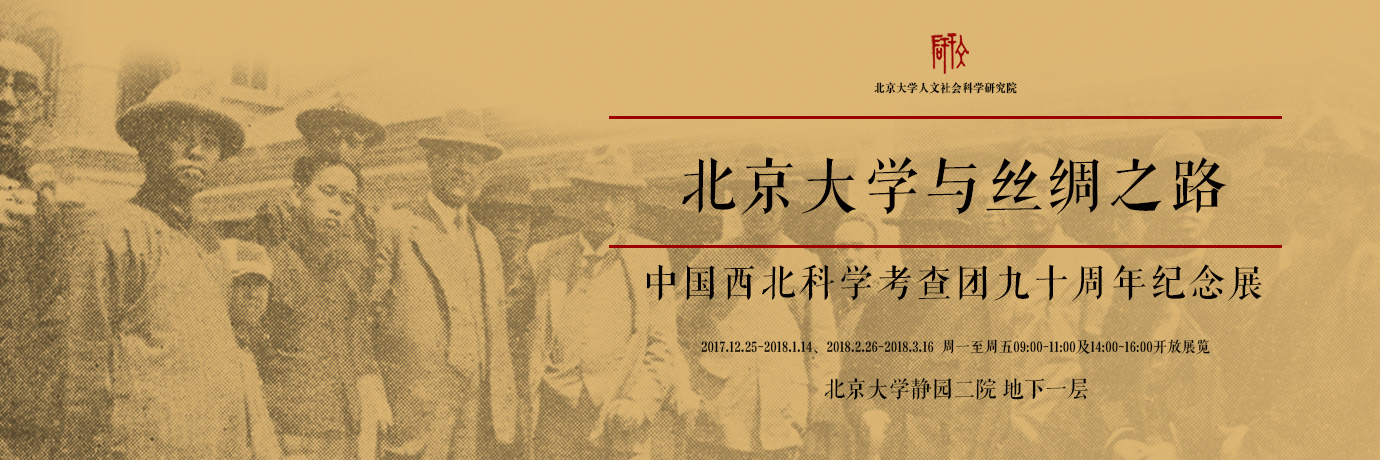 北京大学人文社会科学研究院
北京大学与丝绸之路
中国西北科学考查团九十周年纪念展
2017.12.25-2018.1.14、2018.2.26-2018.3.16 周一至周五09:00-11:00及14:00-16:00开放展览
北京大学静园二院 地下一层